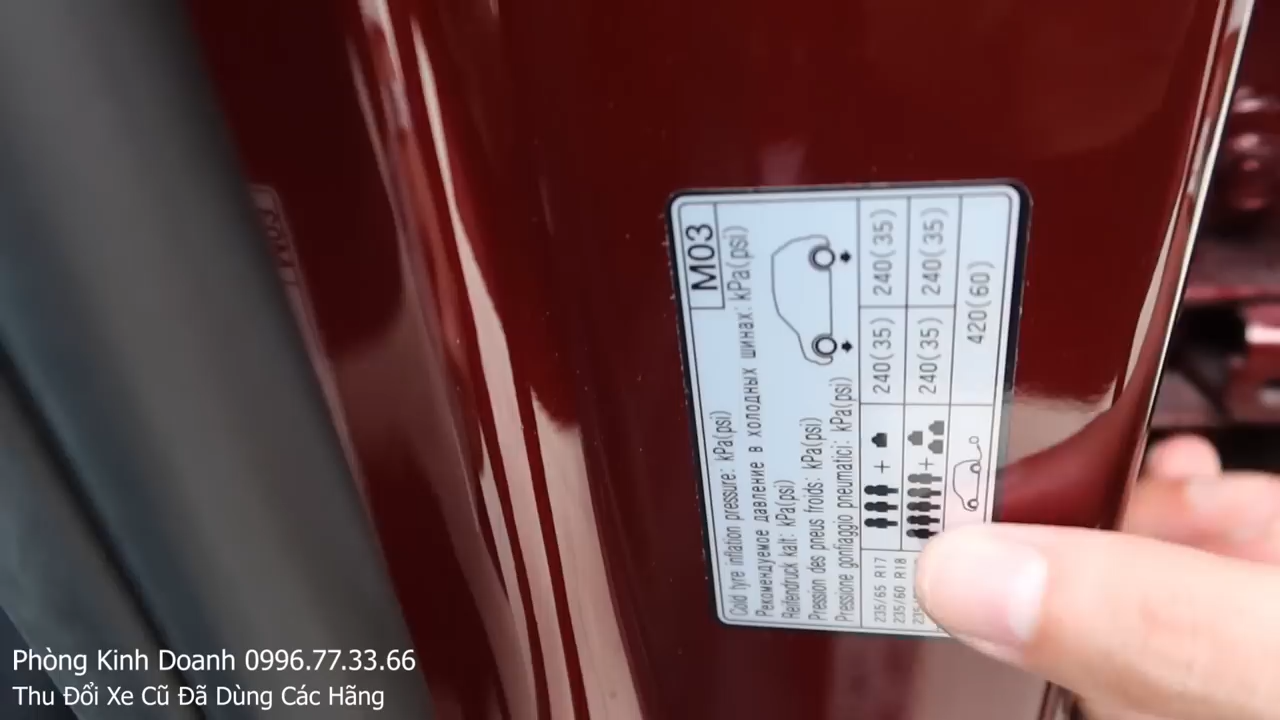 M03
Cold tyre inflation pressure: kPa(psi)
Рекомендуемое давление в холодных шинах: kPa(psi)
Reifendruck kalt: kPa(psi)
Pression des pneus froids: kPa(psi)
Pressione gonfiaggio pneumatici: kPa(psi)
235/65 R17
235/60 R18
+
240(35)
240(35)
+
240(35)
240(35)
420(60)
Phòng Kinh Doanh 0996.77.33.66
Thu Đổi Xe Cũ Đã Dùng Các Hãng